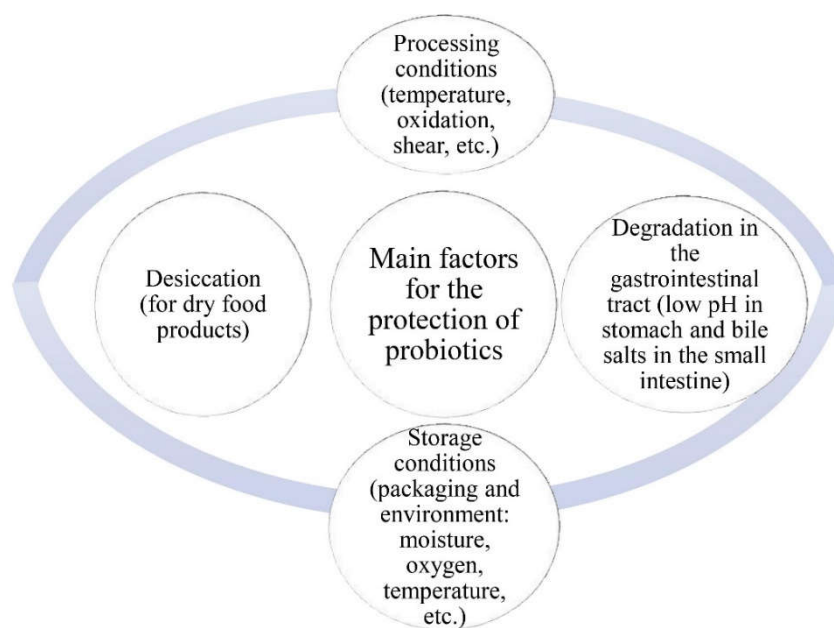 Processing
conditions
(temperature,
oxidation,
shear, etc.)
Desiccation
(for dry food
products)
Main factors
for the
protection of
probiotics
Degradation in
the
gastrointestinal
tract (low pH in
stomach and bile
salts in the small
intestine)
Storage
conditions
(packaging and
environment:
moisture,
oxygen,
temperature,
etc.)